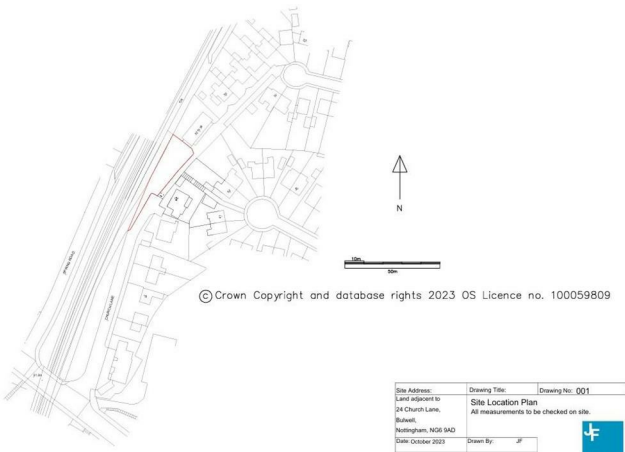 N
10m
50m
© Crown Copyright and database rights 2023 OS Licence no. 100059809
Site Address:
Land adjacent to
24 Church Lane,
Bulwell,
Nottingham, NG6 9AD
Date: October 2023
Drawing Title:
Site Location Plan
All measurements to be checked on site.
Drawn By: JF
Drawing No: 001
JF